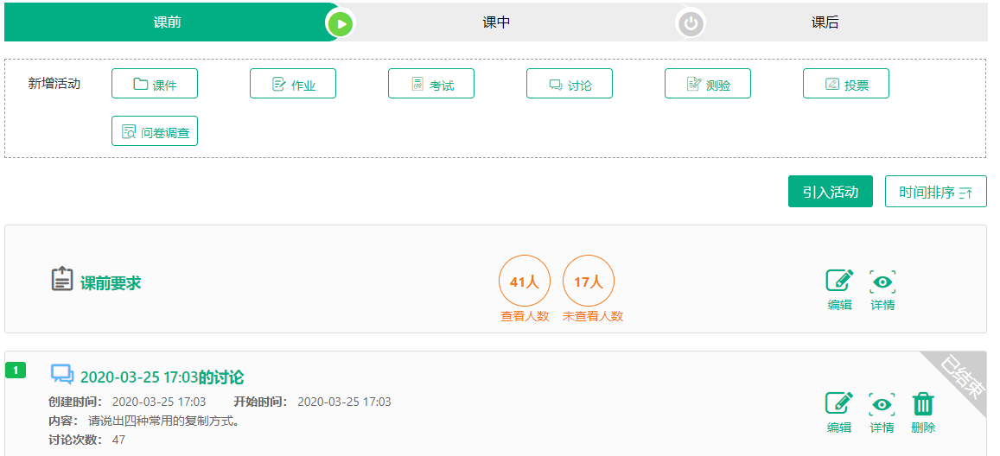 课前
课中
课后
新增活动
课件
作业
考试
讨论
测验
投票
问卷调查
引入活动
时间排序
课前要求
41人
查看人数
17人
未查看人数
编辑
详情
1
2020-03-25 17:03的讨论
已结束
创建时间： 2020-03-25 17:03 开始时间： 2020-03-25 17:03
内容： 请说出四种常用的复制方式。
讨论次数： 47
编辑
详情
删除